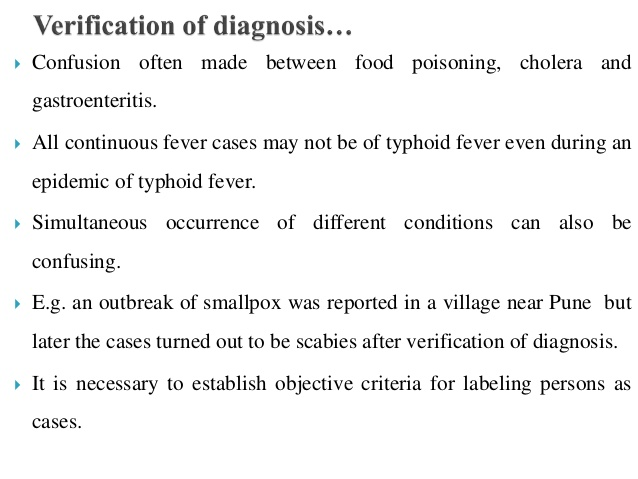 Verification of diagnosis…
Confusion often made between food poisoning, cholera and
gastroenteritis.
All continuous fever cases may not be of typhoid fever even during an
epidemic of typhoid fever.
Simultaneous occurrence of different conditions can also be
confusing.
E.g. an outbreak of smallpox was reported in a village near Pune but
later the cases turned out to be scabies after verification of diagnosis.
It is necessary to establish objective criteria for labeling persons as
cases.